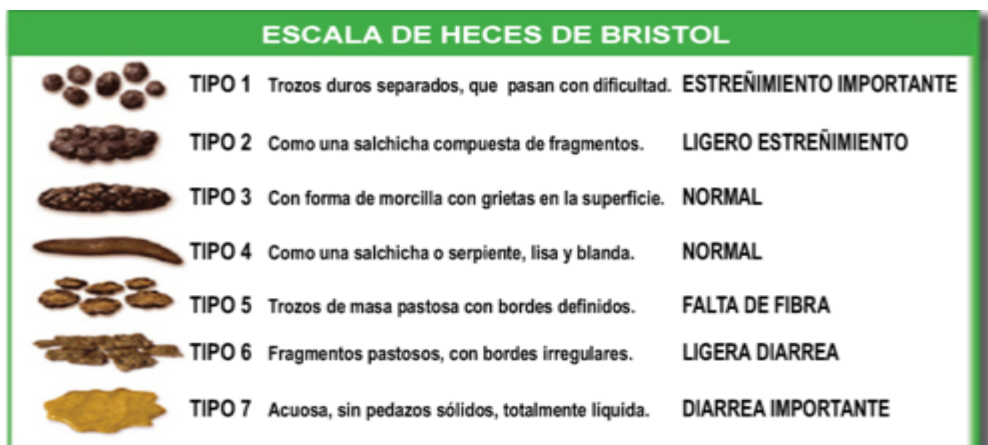 ESCALA DE HECES DE BRISTOL
TIPO 1 Trozos duros separados, que pasan con dificultad. ESTREÑIMIENTO IMPORTANTE
TIPO 2 Como una salchicha compuesta de fragmentos. LIGERO ESTREÑIMIENTO
TIPO 3 Con forma de morcilla con grietas en la superficie. NORMAL
TIPO 4 Como una salchicha o serpiente, lisa y blanda. NORMAL
TIPO 5 Trozos de masa pastosa con bordes definidos. FALTA DE FIBRA
TIPO 6 Fragmentos pastosos, con bordes irregulares. LIGERA DIARREA
TIPO 7 Acuosa, sin pedazos sólidos, totalmente líquida. DIARREA IMPORTANTE